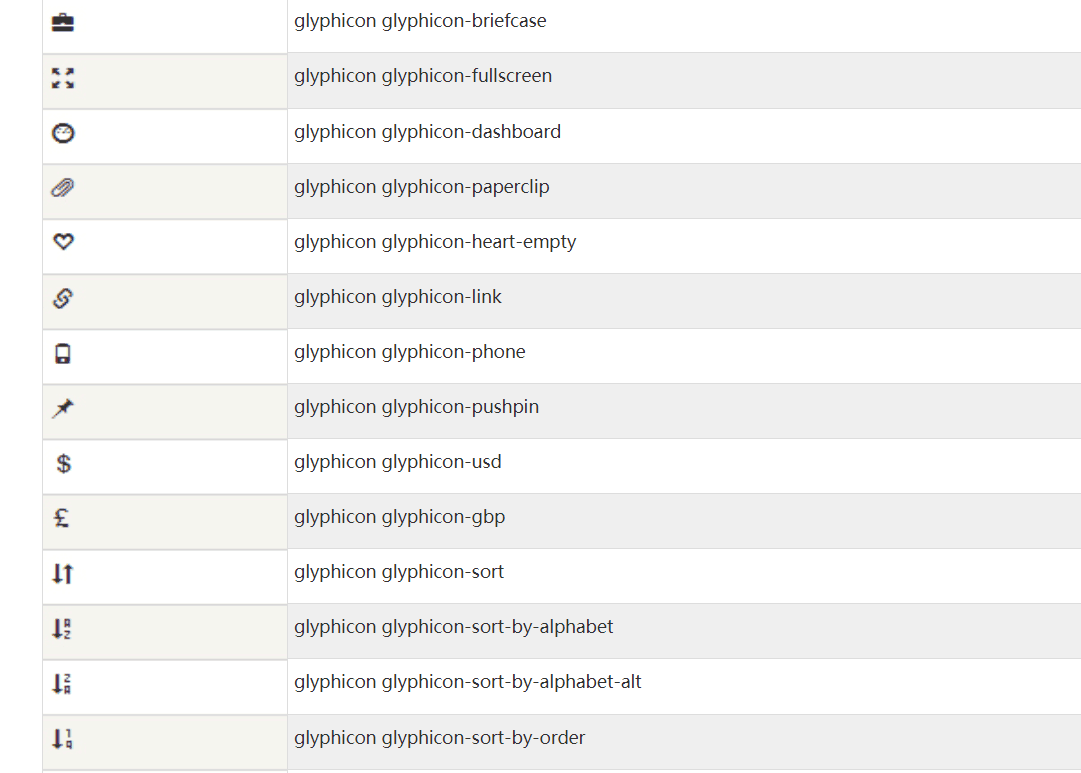 glyphicon glyphicon-briefcase
glyphicon glyphicon-fullscreen
glyphicon glyphicon-dashboard
glyphicon glyphicon-paperclip
glyphicon glyphicon-heart-empty
glyphicon glyphicon-link
glyphicon glyphicon-phone
glyphicon glyphicon-pushpin
$ glyphicon glyphicon-usd
£ glyphicon glyphicon-gbp
glyphicon glyphicon-sort
glyphicon glyphicon-sort-by-alphabet
glyphicon glyphicon-sort-by-alphabet-alt
glyphicon glyphicon-sort-by-order